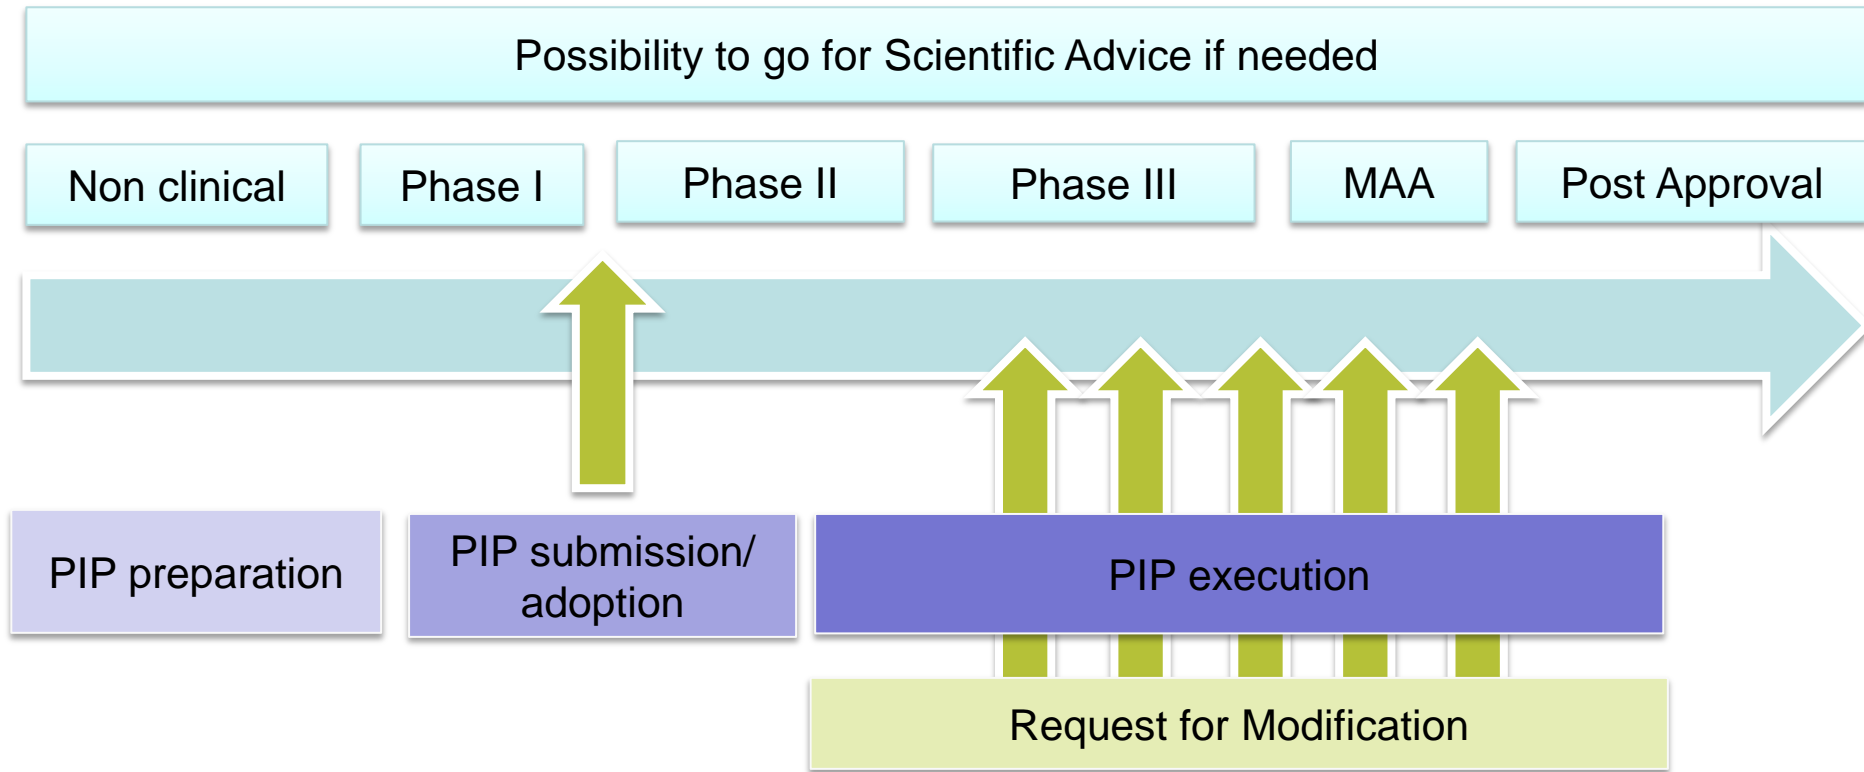 Possibility to go for Scientific Advice if needed
Non clinical
Phase I
Phase II
Phase III
MAA
Post Approval
PIP preparation
PIP submission/
adoption
PIP execution
Request for Modification